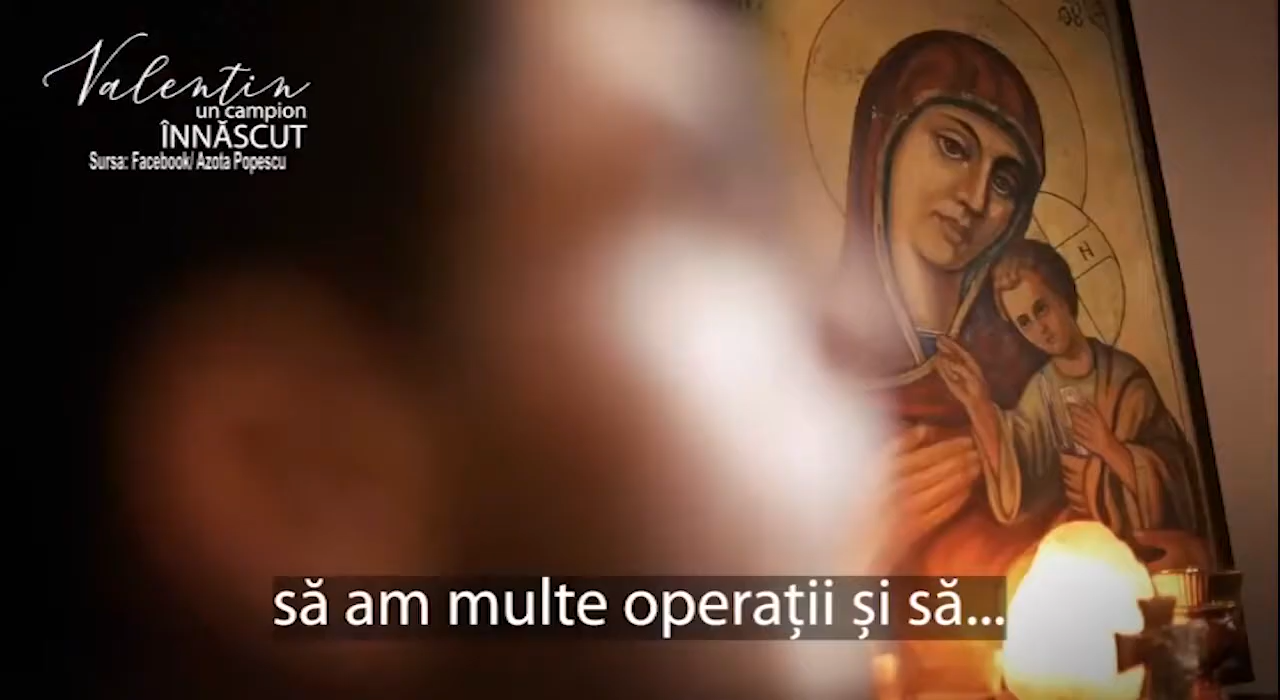 Valentin
un campion
ÎNNĂSCUT
Sursa: Facebook/ Azota Popescu
H
să am multe operații și să...